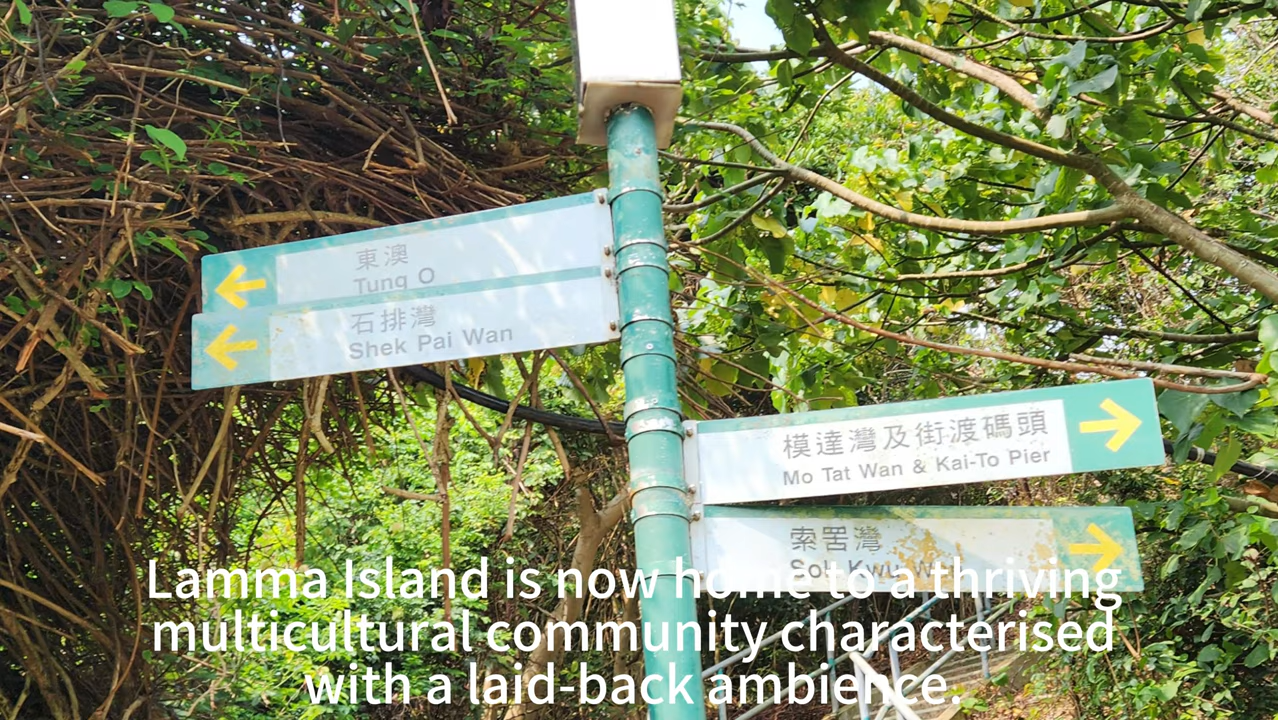 東澳
Tung O
石排灣
Shek Pai Wan
模達灣及街渡碼頭
Mo Tat Wan & Kai-To Pier
索罟灣
Sok Kwu
Lamma Island is now home to a thriving
multicultural community characterised
with a laid-back ambience.